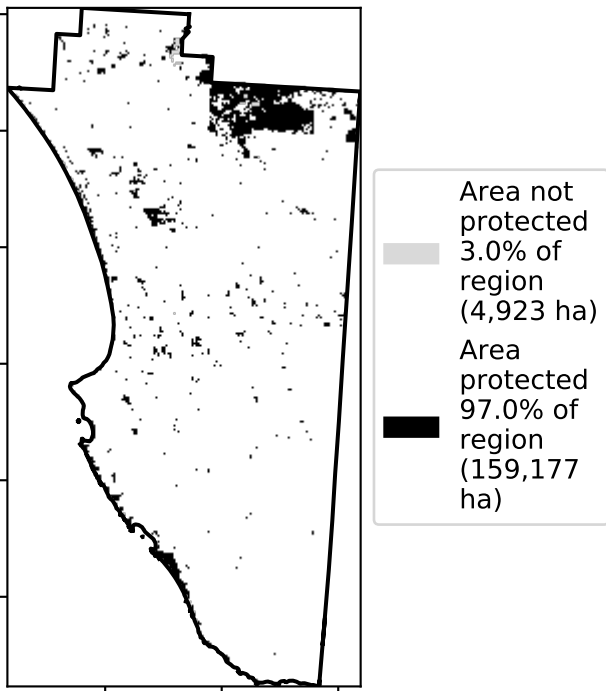 Area not
protected
3.0% of
region
(4,923 ha)
Area
protected
97.0% of
region
(159,177
ha)